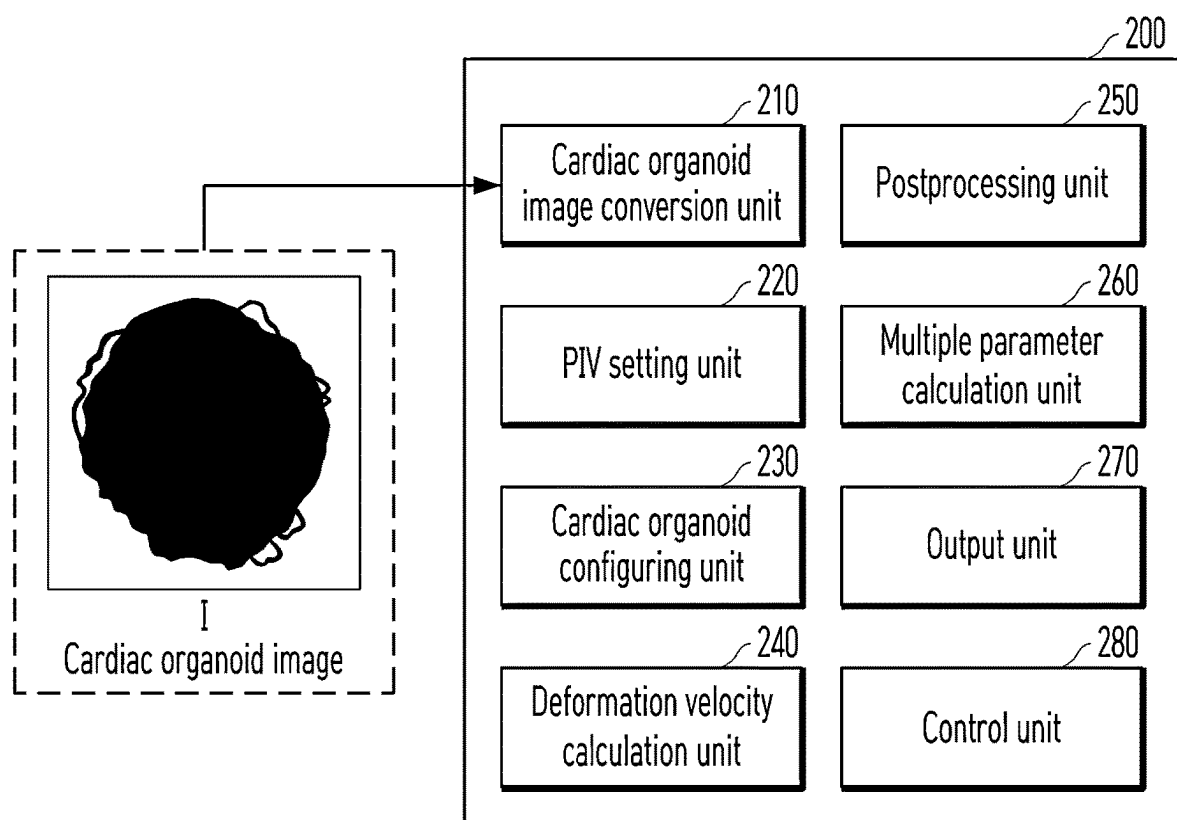 200
210
Cardiac organoid
image conversion unit
250
Postprocessing unit
220
PIV setting unit
260
Multiple parameter
calculation unit
230
Cardiac organoid
configuring unit
270
Output unit
240
Deformation velocity
calculation unit
280
Control unit
I
Cardiac organoid image